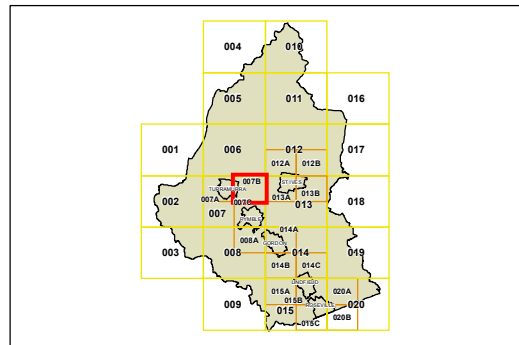 004 010
005 011 016
001 006 012 017
012A 012B
007B ST.IVES
TURRAMURRA
002 007A 007C 013A 013B 018
007 013
PYMBLE
014A
008A GORDON
003 008 014 019
014B 014C
LINDFIELD
015A 020A
009 015B ROSEVILLE 020
015 020B
015C